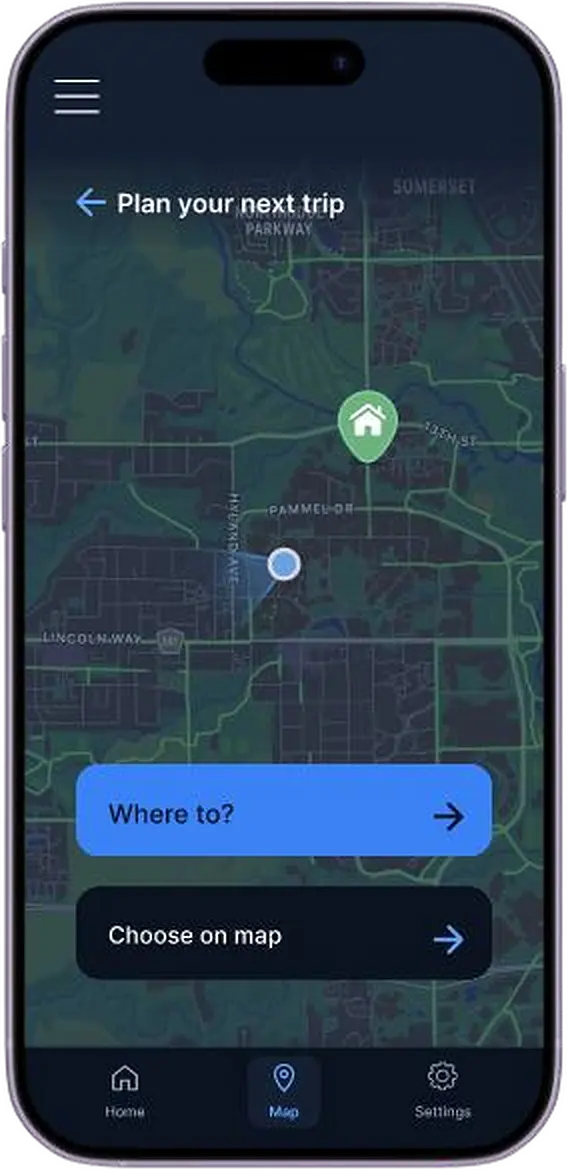 SOMERSET
Plan your next trip
PARKWAY
13TH ST
ST
PAMMEL DR
HYLAND AVE
LINCOLN WAY
Where to?
Choose on map
Home
Map
Settings